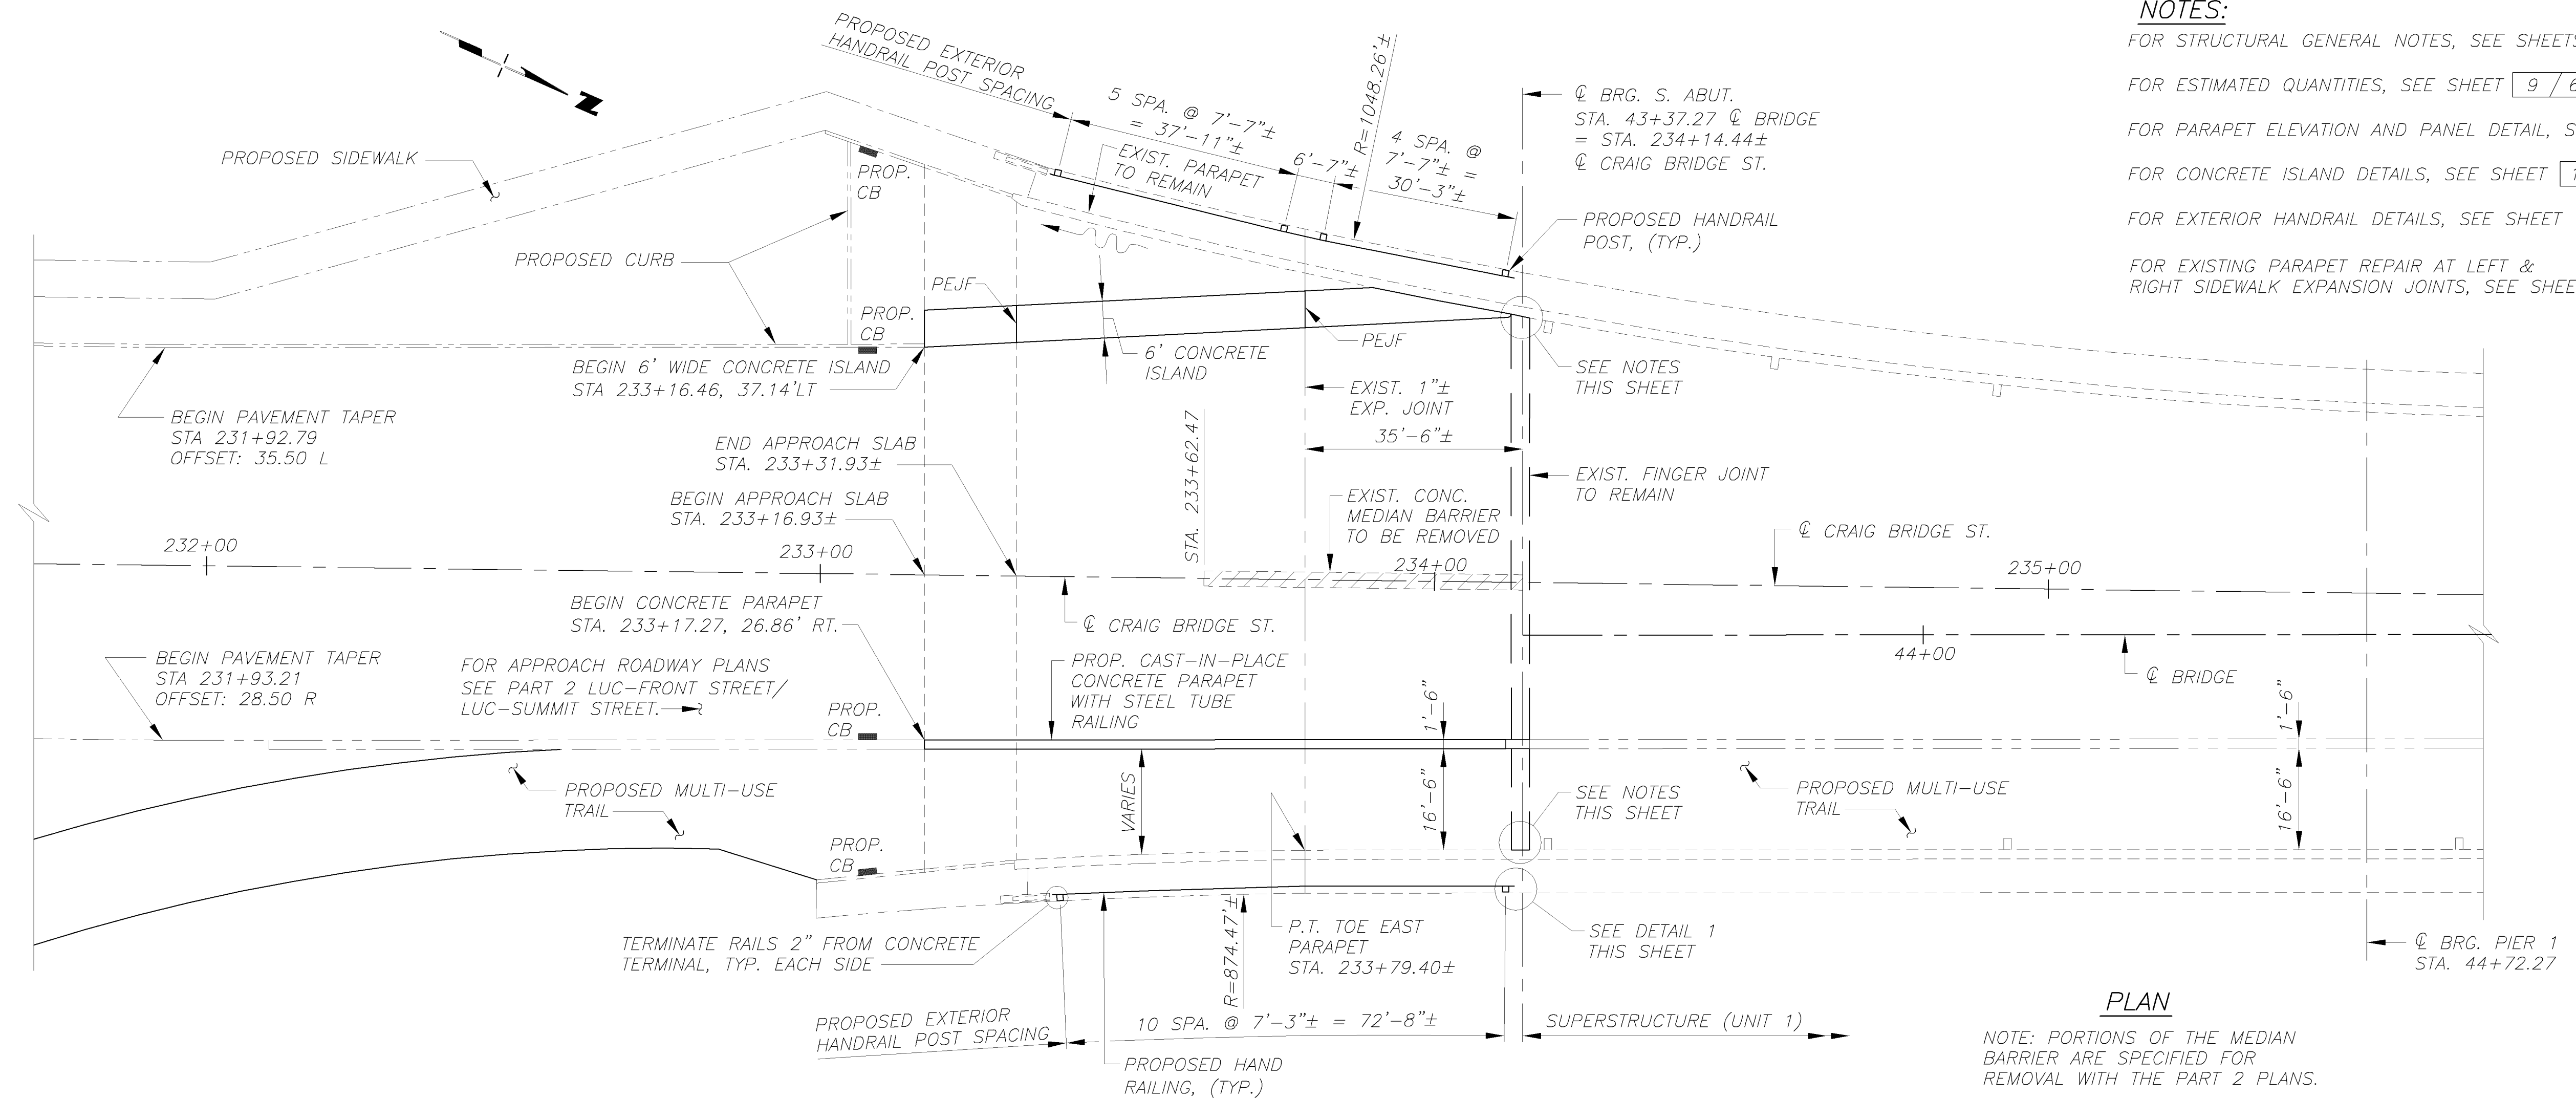 NOTES:
FOR STRUCTURAL GENERAL NOTES, SEE SHEETS
FOR ESTIMATED QUANTITIES, SEE SHEET 9 / 6
FOR PARAPET ELEVATION AND PANEL DETAIL, S
FOR CONCRETE ISLAND DETAILS, SEE SHEET 1
FOR EXTERIOR HANDRAIL DETAILS, SEE SHEET
FOR EXISTING PARAPET REPAIR AT LEFT &
RIGHT SIDEWALK EXPANSION JOINTS, SEE SHEE
N
PROPOSED EXTERIOR
HANDRAIL POST SPACING
5 SPA. @ 7'-7"±
= 37'-11"±
6'-7"±
R=1048.26'±
4 SPA. @
7'-7"± =
30'-3"±
℄ BRG. S. ABUT.
STA. 43+37.27 ℄ BRIDGE
= STA. 234+14.44±
℄ CRAIG BRIDGE ST.
PROPOSED SIDEWALK
PROP.
CB
EXIST. PARAPET
TO REMAIN
PROPOSED HANDRAIL
POST, (TYP.)
PROPOSED CURB
PEJF
PROP.
CB
PEJF
6' CONCRETE
ISLAND
BEGIN 6' WIDE CONCRETE ISLAND
STA 233+16.46, 37.14'LT
SEE NOTES
THIS SHEET
EXIST. 1"±
EXP. JOINT
BEGIN PAVEMENT TAPER
STA 231+92.79
OFFSET: 35.50 L
STA. 233+62.47
35'-6"±
END APPROACH SLAB
STA. 233+31.93±
EXIST. FINGER JOINT
TO REMAIN
BEGIN APPROACH SLAB
STA. 233+16.93±
EXIST. CONC.
MEDIAN BARRIER
TO BE REMOVED
℄ CRAIG BRIDGE ST.
232+00
233+00
234+00
235+00
BEGIN CONCRETE PARAPET
STA. 233+17.27, 26.86' RT.
℄ CRAIG BRIDGE ST.
44+00
℄ BRIDGE
BEGIN PAVEMENT TAPER
STA 231+93.21
OFFSET: 28.50 R
FOR APPROACH ROADWAY PLANS
SEE PART 2 LUC-FRONT STREET/
LUC-SUMMIT STREET.
PROP. CAST-IN-PLACE
CONCRETE PARAPET
WITH STEEL TUBE
RAILING
PROP.
CB
1'-6"
1'-6"
PROPOSED MULTI-USE
TRAIL
VARIES
16'-6"
SEE NOTES
THIS SHEET
PROPOSED MULTI-USE
TRAIL
16'-6"
PROP.
CB
TERMINATE RAILS 2" FROM CONCRETE
TERMINAL, TYP. EACH SIDE
R=874.47'±
P.T. TOE EAST
PARAPET
STA. 233+79.40±
SEE DETAIL 1
THIS SHEET
℄ BRG. PIER 1
STA. 44+72.27
PROPOSED EXTERIOR
HANDRAIL POST SPACING
10 SPA. @ 7'-3"± = 72'-8"±
SUPERSTRUCTURE (UNIT 1)
PROPOSED HAND
RAILING, (TYP.)
PLAN
NOTE: PORTIONS OF THE MEDIAN
BARRIER ARE SPECIFIED FOR
REMOVAL WITH THE PART 2 PLANS.